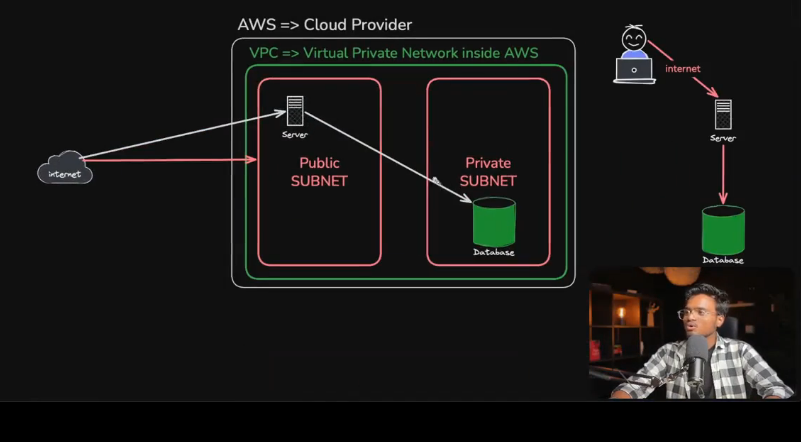 AWS => Cloud Provider
VPC => Virtual Private Network inside AWS
internet
Server
Public
SUBNET
Private
SUBNET
Database
internet
Server
Database